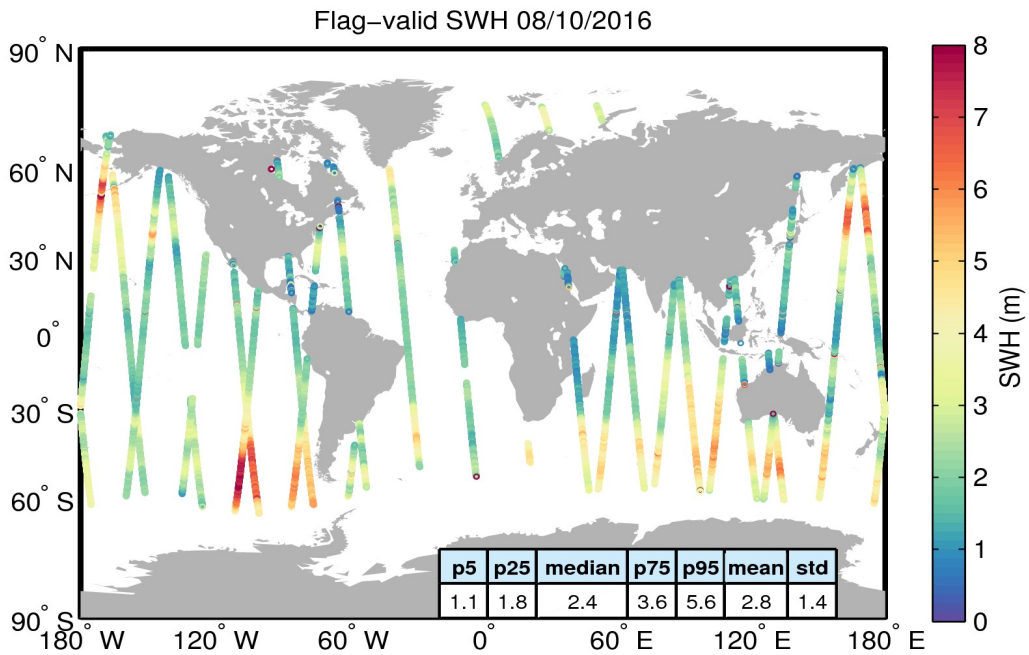 Flag−valid SWH 08/10/2016
90° N
60° N
30° N
0°
30° S
60° S
90° S
180° W
120° W
60° W
0°
60° E
120° E
180° E
8
7
6
5
4
3
2
1
0
SWH (m)
p5 p25 median p75 p95 mean std
1.1 1.8 2.4 3.6 5.6 2.8 1.4